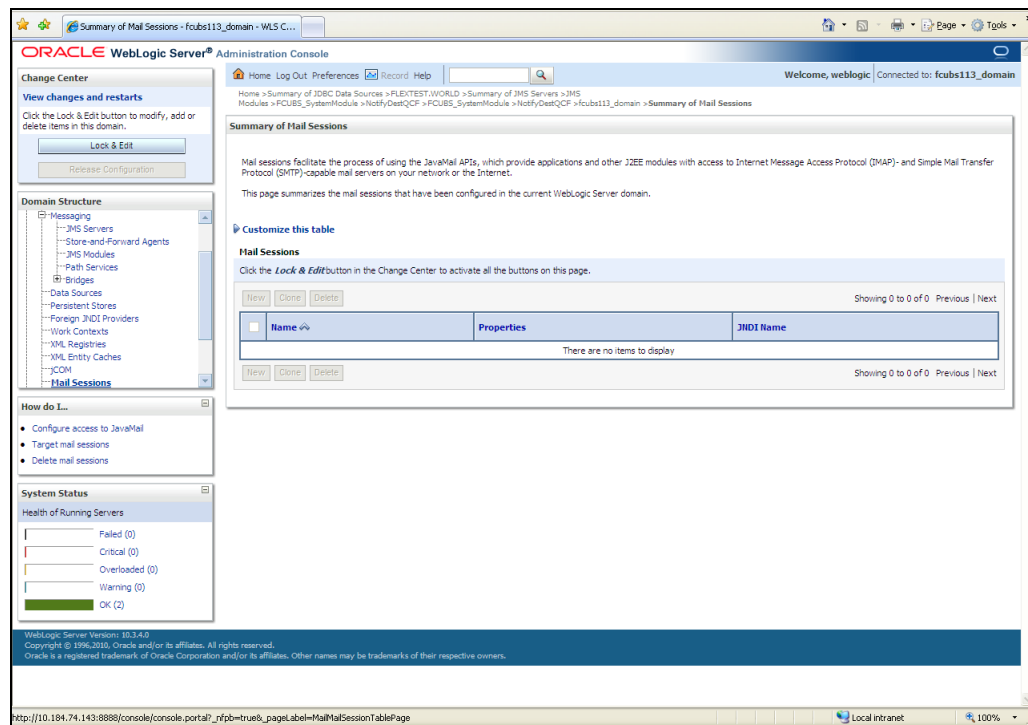 Summary of Mail Sessions - fcubs113_domain - WLS C...
Page
Tools
ORACLE WebLogic Server® Administration Console
Change Center
View changes and restarts
Click the Lock & Edit button to modify, add or
delete items in this domain.
Lock & Edit
Release Configuration
Domain Structure
Messaging
JMS Servers
Store-and-Forward Agents
JMS Modules
Path Services
Bridges
Data Sources
Persistent Stores
Foreign JNDI Providers
Work Contexts
XML Registries
XML Entity Caches
jCOM
Mail Sessions
How do I...
Configure access to JavaMail
Target mail sessions
Delete mail sessions
System Status
Health of Running Servers
Failed (0)
Critical (0)
Overloaded (0)
Warning (0)
OK (2)
Home Log Out Preferences Record Help
Welcome, weblogic Connected to: fcubs113_domain
Home >Summary of JDBC Data Sources >FLEXTEST.WORLD >Summary of JMS Servers >JMS
Modules >FCUBS_SystemModule >NotifyDestQCF >FCUBS_SystemModule >NotifyDestQCF >fcubs113_domain >Summary of Mail Sessions
Summary of Mail Sessions
Mail sessions facilitate the process of using the JavaMail APIs, which provide applications and other J2EE modules with access to Internet Message Access Protocol (IMAP)- and Simple Mail Transfer
Protocol (SMTP)-capable mail servers on your network or the Internet.
This page summarizes the mail sessions that have been configured in the current WebLogic Server domain.
Customize this table
Mail Sessions
Click the Lock & Edit button in the Change Center to activate all the buttons on this page.
New Clone Delete
Showing 0 to 0 of 0 Previous | Next
Name Properties JNDI Name
There are no items to display
New Clone Delete
Showing 0 to 0 of 0 Previous | Next
WebLogic Server Version: 10.3.4.0
Copyright © 1996,2010, Oracle and/or its affiliates. All rights reserved.
Oracle is a registered trademark of Oracle Corporation and/or its affiliates. Other names may be trademarks of their respective owners.
http://10.184.74.143:8888/console/console.portal?_nfpb=true&_pageLabel=MailMailSessionTablePage
Local intranet
100%